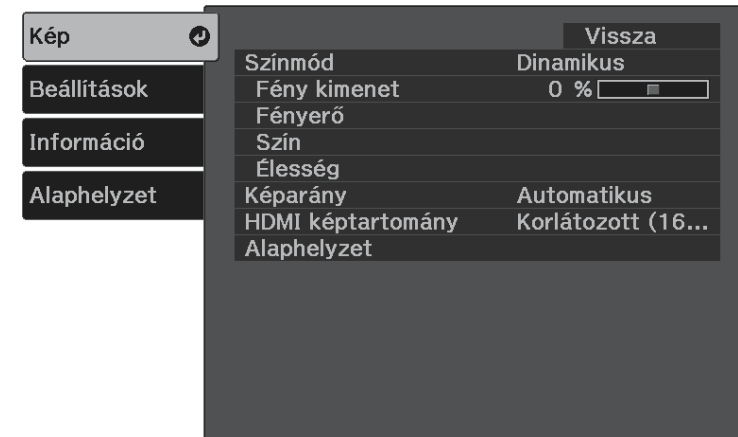 Kép
Beállítások
Információ
Alaphelyzet
Vissza
Színmód Dinamikus
Fény kimenet 0 %
Fényerő
Szín
Élesség
Képarány Automatikus
HDMI képtartomány Korlátozott (16...
Alaphelyzet